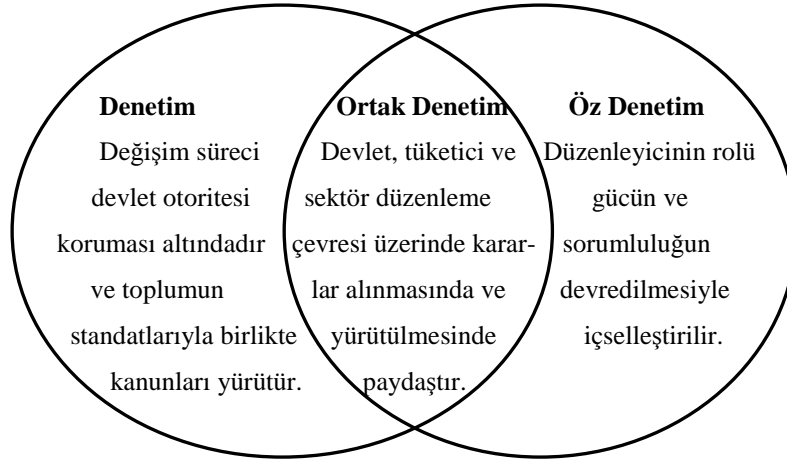 Denetim
Değişim süreci
devlet otoritesi
koruması altındadır
ve toplumun
standatlarıyla birlikte
kanunları yürütür.
Ortak Denetim
Devlet, tüketici ve
sektör düzenleme
çevresi üzerinde karar-
lar alınmasında ve
yürütülmesinde
paydaştır.
Öz Denetim
Düzenleyicinin rolü
gücün ve
sorumluluğun
devredilmesiyle
içselleştirilir.